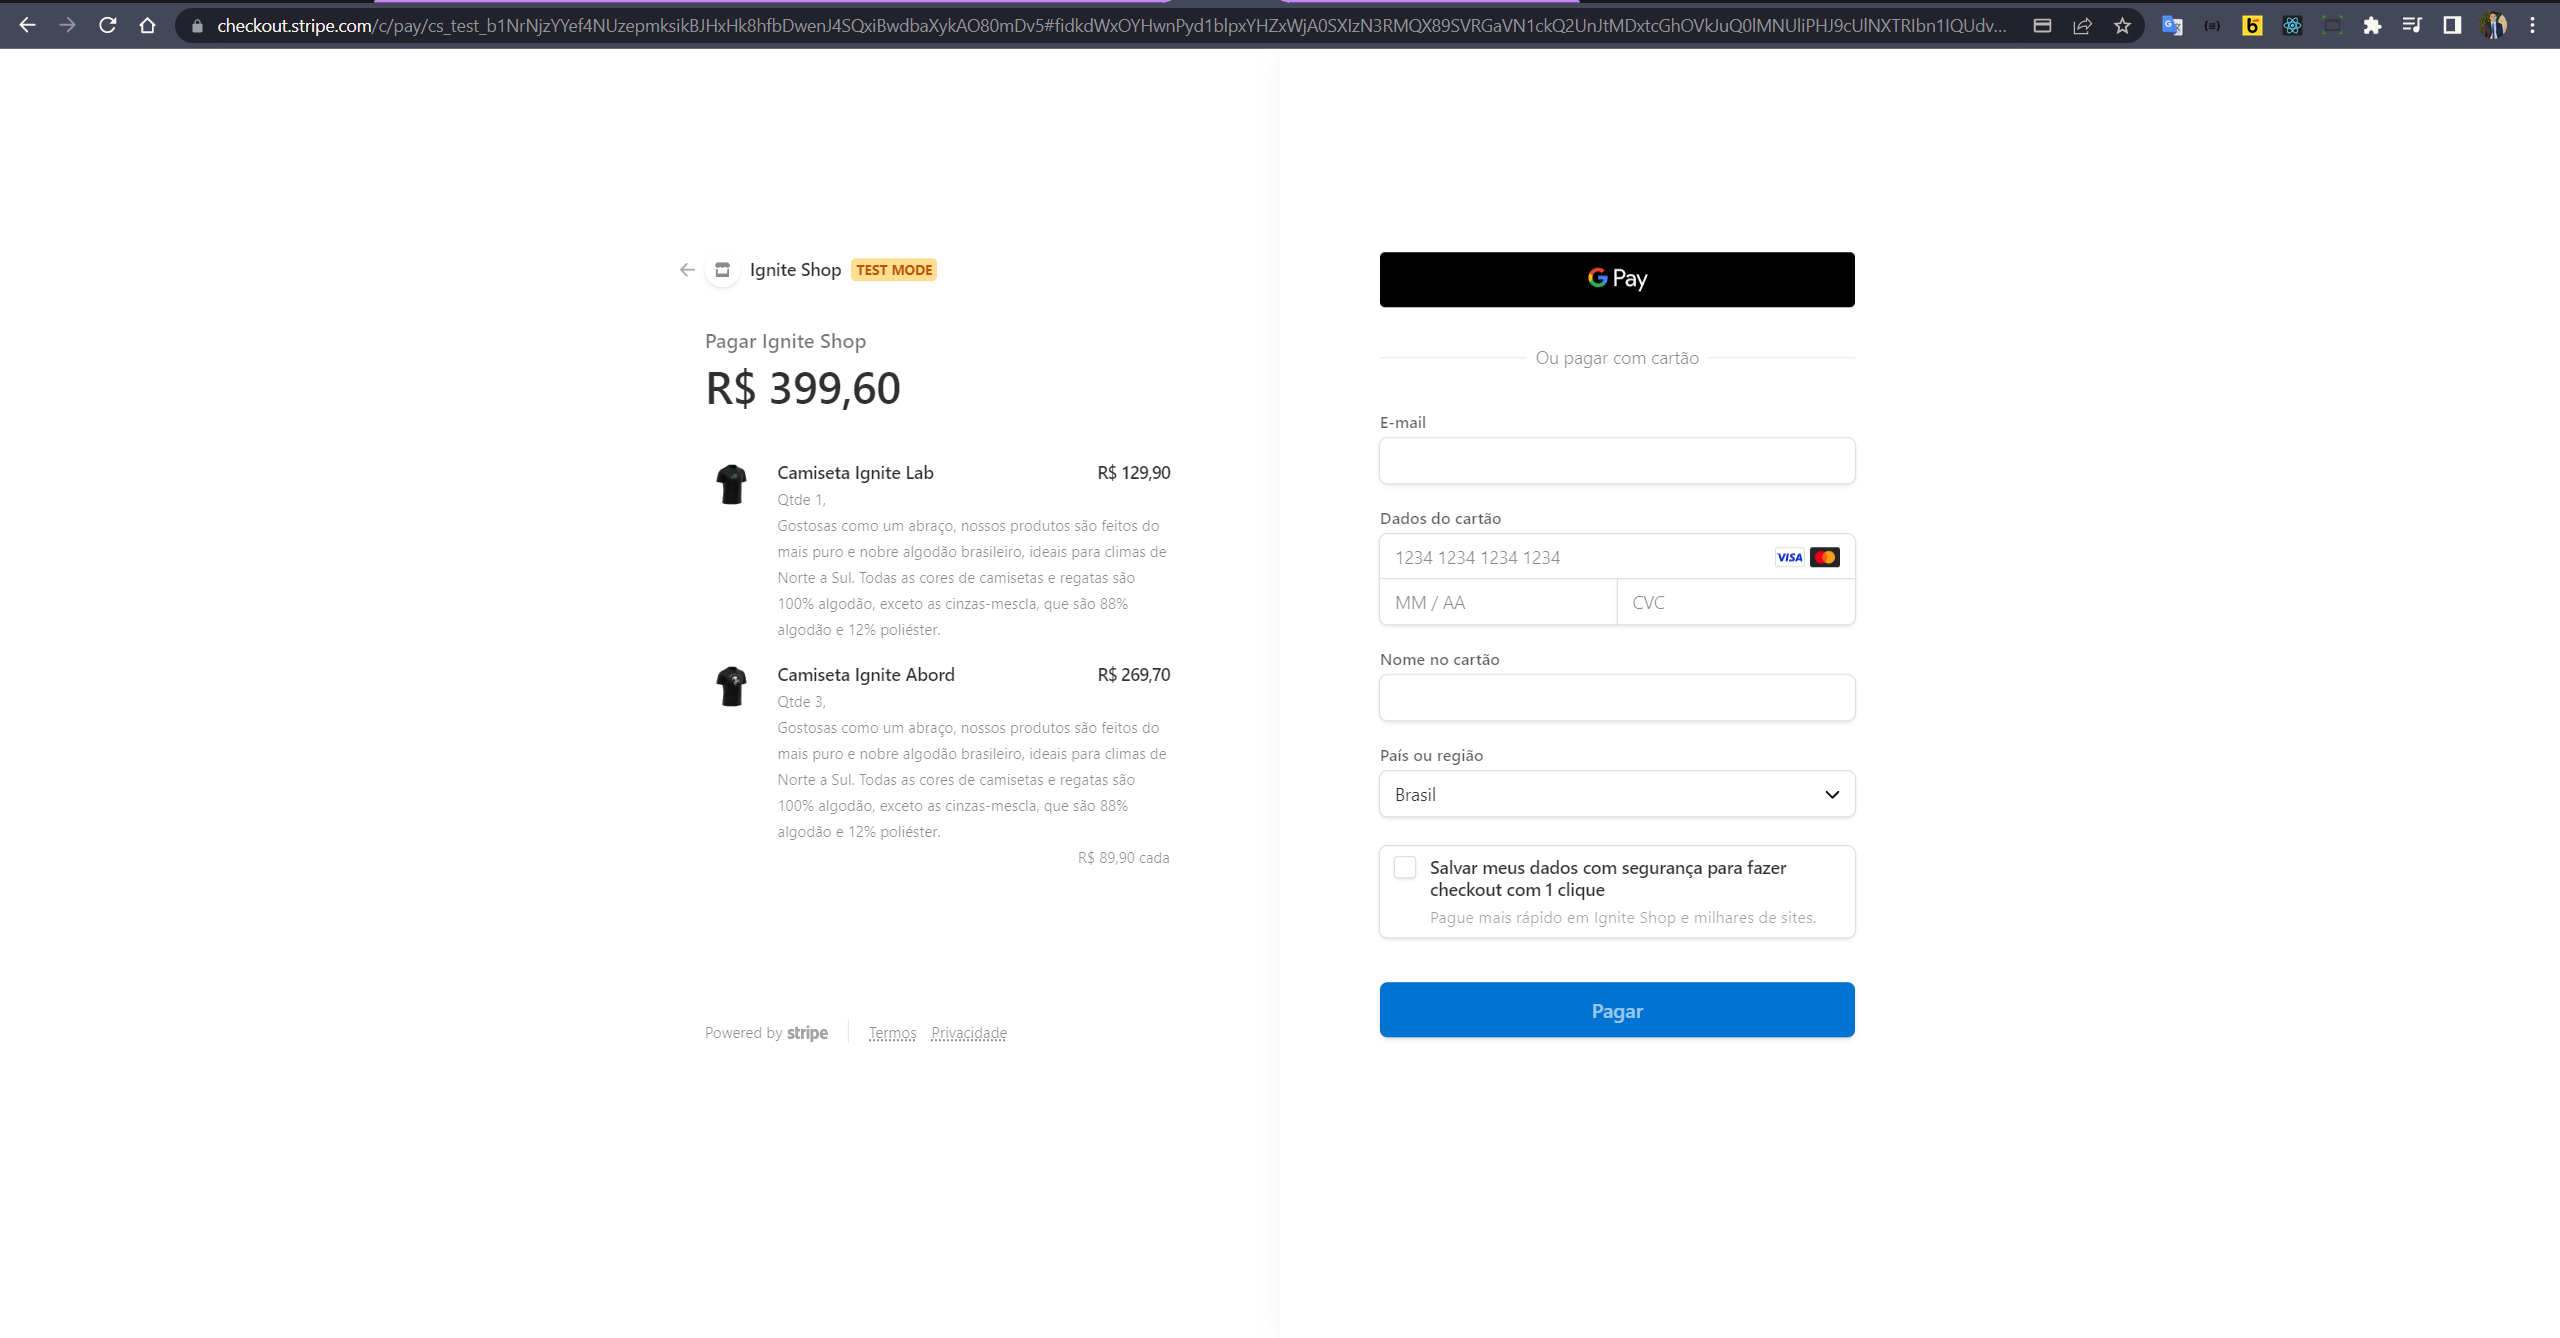 checkout.stripe.com/c/pay/cs_test_b1NrNjzYYef4NUzepmksikBJHxHk8hfbDwenJ4SQxiBwdbaXykAO80mDv5#fidkdWxOYHwnPyd1blpxYHZxWjA0SXIzN3RMQX89SVRGaVN1ckQ2UnJtMDxtcGhOVkJuQ0lMNUliPHJ9cUlNXTRIbn1IQUdv...
Ignite Shop TEST MODE
Pagar Ignite Shop
R$ 399,60
Camiseta Ignite Lab R$ 129,90
Qtde 1,
Gostosas como um abraço, nossos produtos são feitos do
mais puro e nobre algodão brasileiro, ideais para climas de
Norte a Sul. Todas as cores de camisetas e regatas são
100% algodão, exceto as cinzas-mescla, que são 88%
algodão e 12% poliéster.
Camiseta Ignite Abord R$ 269,70
Qtde 3,
Gostosas como um abraço, nossos produtos são feitos do
mais puro e nobre algodão brasileiro, ideais para climas de
Norte a Sul. Todas as cores de camisetas e regatas são
100% algodão, exceto as cinzas-mescla, que são 88%
algodão e 12% poliéster.
R$ 89,90 cada
Powered by stripe Termos Privacidade
G Pay
Ou pagar com cartão
E-mail
Dados do cartão
1234 1234 1234 1234 VISA
MM / AA CVC
Nome no cartão
País ou região
Brasil
Salvar meus dados com segurança para fazer
checkout com 1 clique
Pague mais rápido em Ignite Shop e milhares de sites.
Pagar